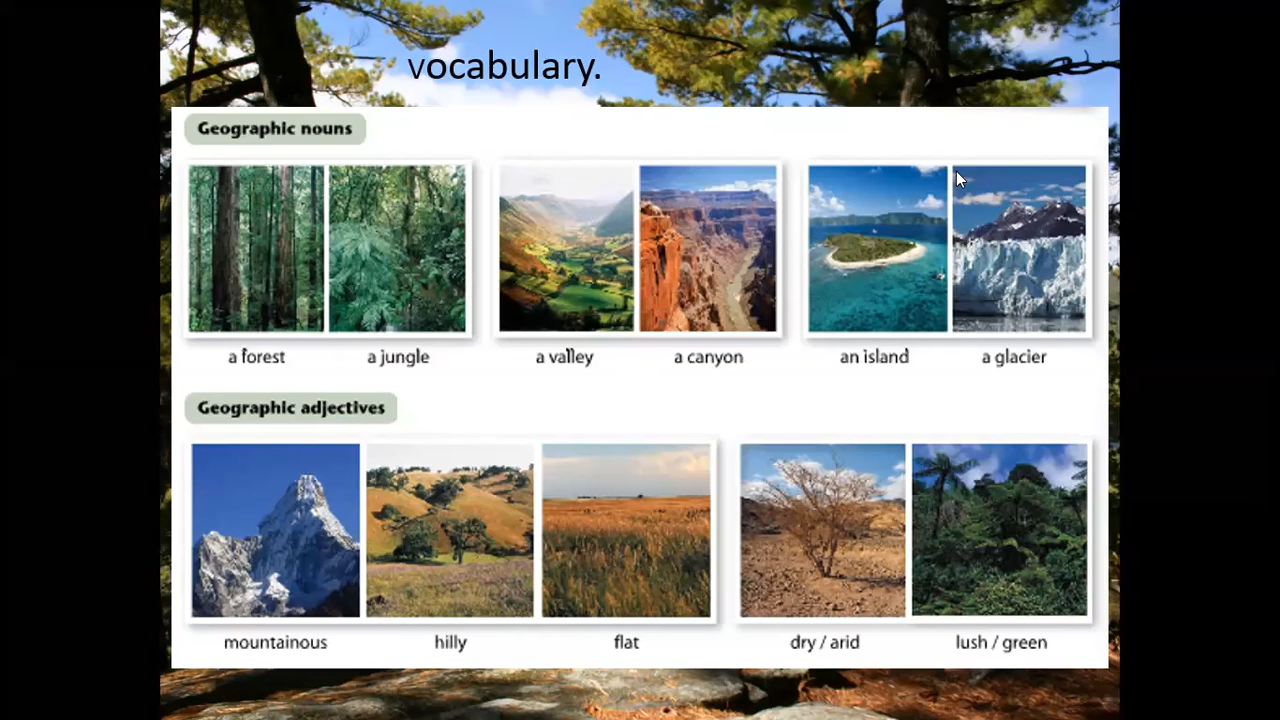 vocabulary.
Geographic nouns
a forest a jungle a valley a canyon an island a glacier
Geographic adjectives
mountainous hilly flat dry / arid lush / green